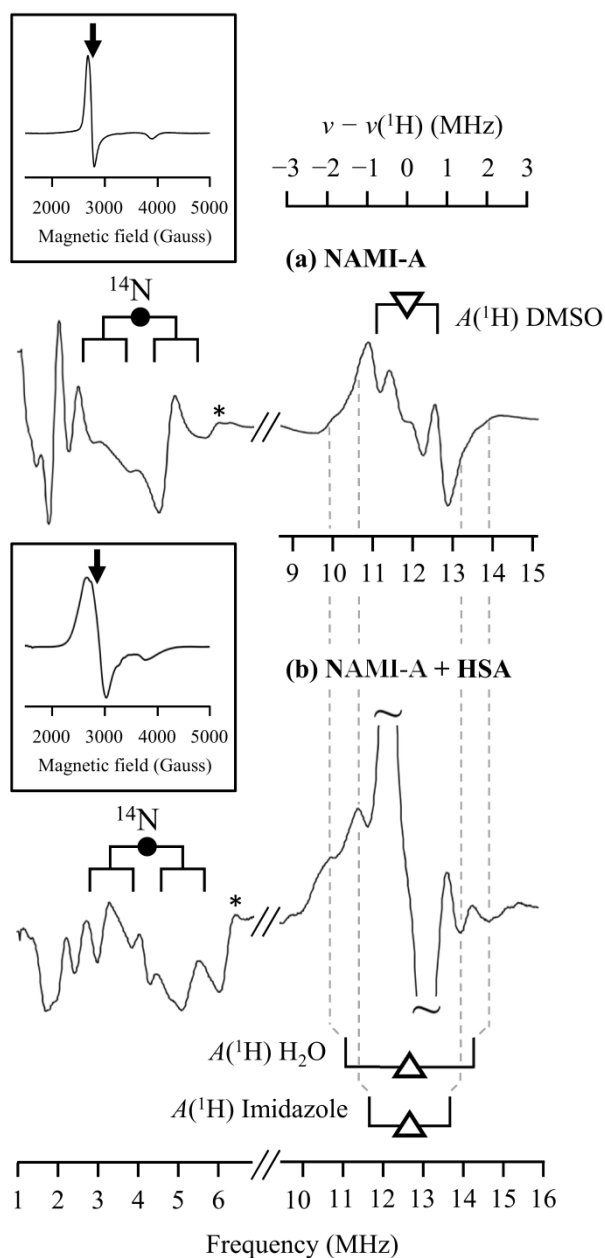 2000 3000 4000 5000
Magnetic field (Gauss)
ν − ν(¹H) (MHz)
−3 −2 −1 0 1 2 3
(a) NAMI-A
¹⁴N
A(¹H) DMSO
*
//
9 10 11 12 13 14 15
2000 3000 4000 5000
Magnetic field (Gauss)
(b) NAMI-A + HSA
~
¹⁴N
*
//
~
A(¹H) H₂O
A(¹H) Imidazole
//
1 2 3 4 5 6 10 11 12 13 14 15 16
Frequency (MHz)